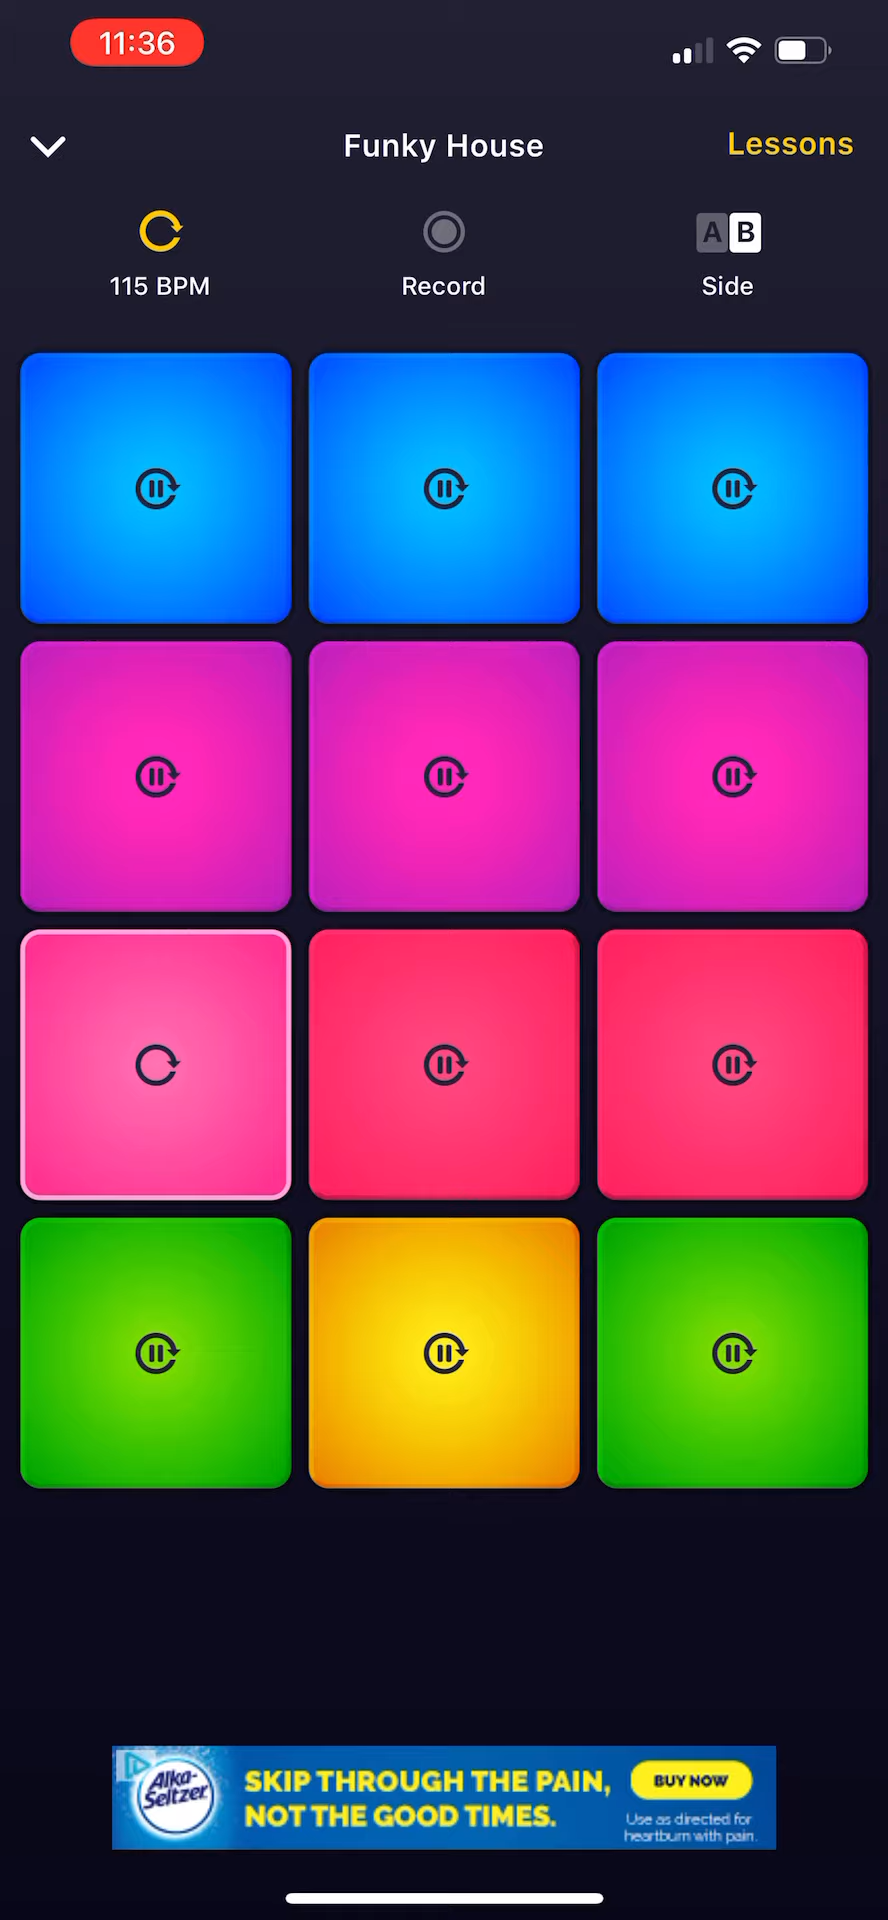 11:36
Funky House
Lessons
115 BPM
Record
A B
Side
Alka-
Seltzer
SKIP THROUGH THE PAIN,
NOT THE GOOD TIMES.
BUY NOW
Use as directed for
heartburn with pain.